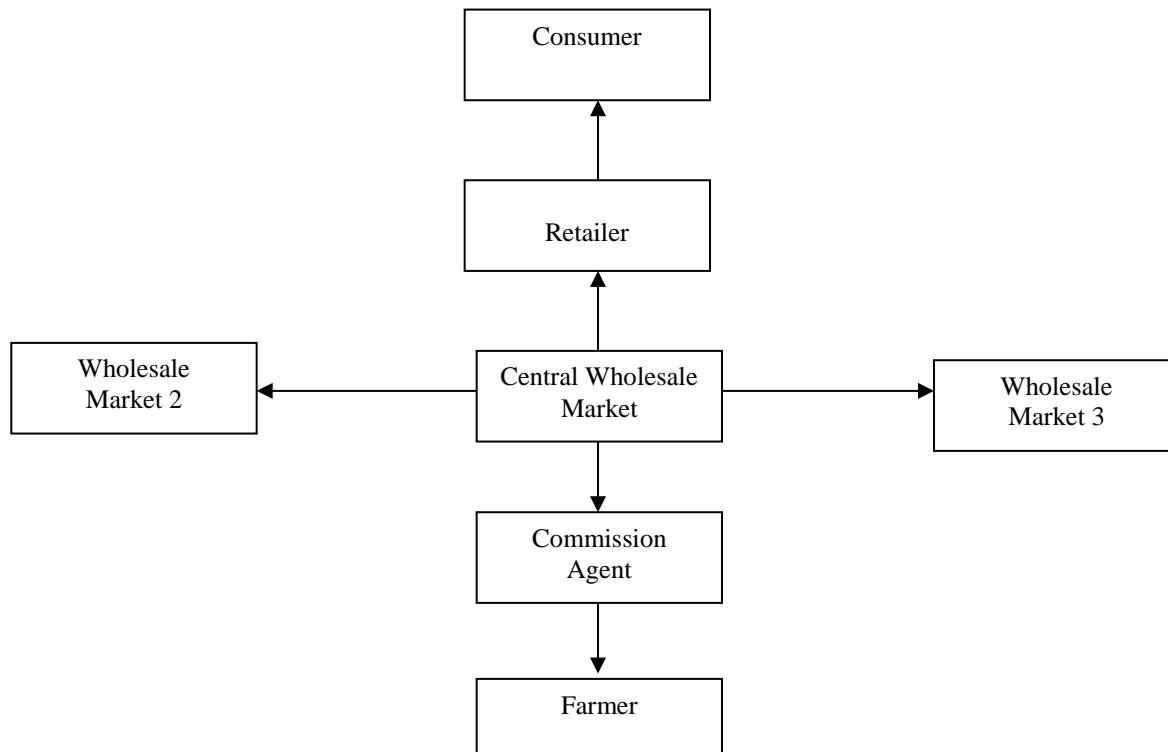 Consumer
Retailer
Wholesale
Market 2
Central Wholesale
Market
Wholesale
Market 3
Commission
Agent
Farmer